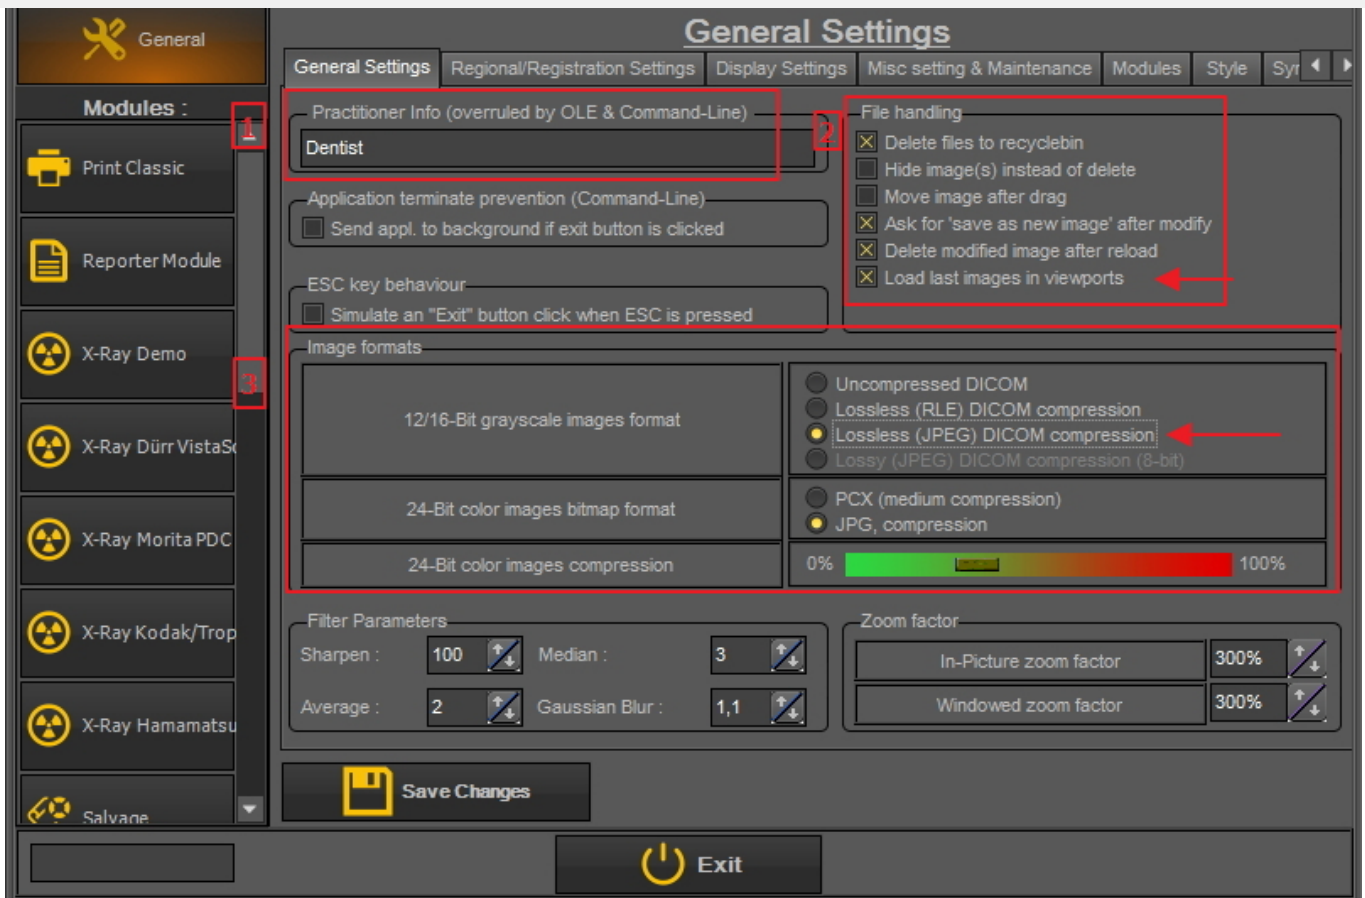 General
General Settings
General Settings
Regional/Registration Settings
Display Settings
Misc setting & Maintenance
Modules
Style
Modules :
1
Print Classic
Reporter Module
X-Ray Demo
3
X-Ray Dürr VistaSc
X-Ray Morita PDC
X-Ray Kodak/Trop
X-Ray Hamamatsu
Salvage
Practitioner Info (overruled by OLE & Command-Line)
Dentist
2
Application terminate prevention (Command-Line)
Send appl. to background if exit button is clicked
ESC key behaviour
Simulate an "Exit" button click when ESC is pressed
File handling
Delete files to recyclebin
Hide image(s) instead of delete
Move image after drag
Ask for 'save as new image' after modify
Delete modified image after reload
Load last images in viewports
Image formats
12/16-Bit grayscale images format
Uncompressed DICOM
Lossless (RLE) DICOM compression
Lossless (JPEG) DICOM compression
Lossy (JPEG) DICOM compression (8-bit)
24-Bit color images bitmap format
PCX (medium compression)
JPG, compression
24-Bit color images compression
0% 100%
Filter Parameters
Sharpen : 100 Median : 3
Average : 2 Gaussian Blur : 1,1
Zoom factor
In-Picture zoom factor 300%
Windowed zoom factor 300%
Save Changes
Exit